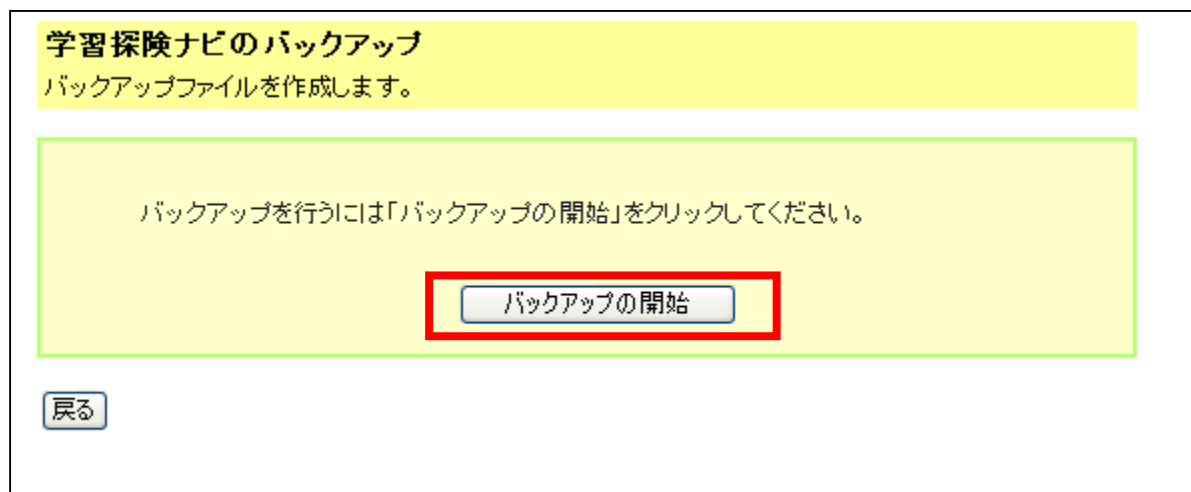 学習探険ナビのバックアップ
バックアップファイルを作成します。
バックアップを行うには「バックアップの開始」をクリックしてください。
バックアップの開始
戻る